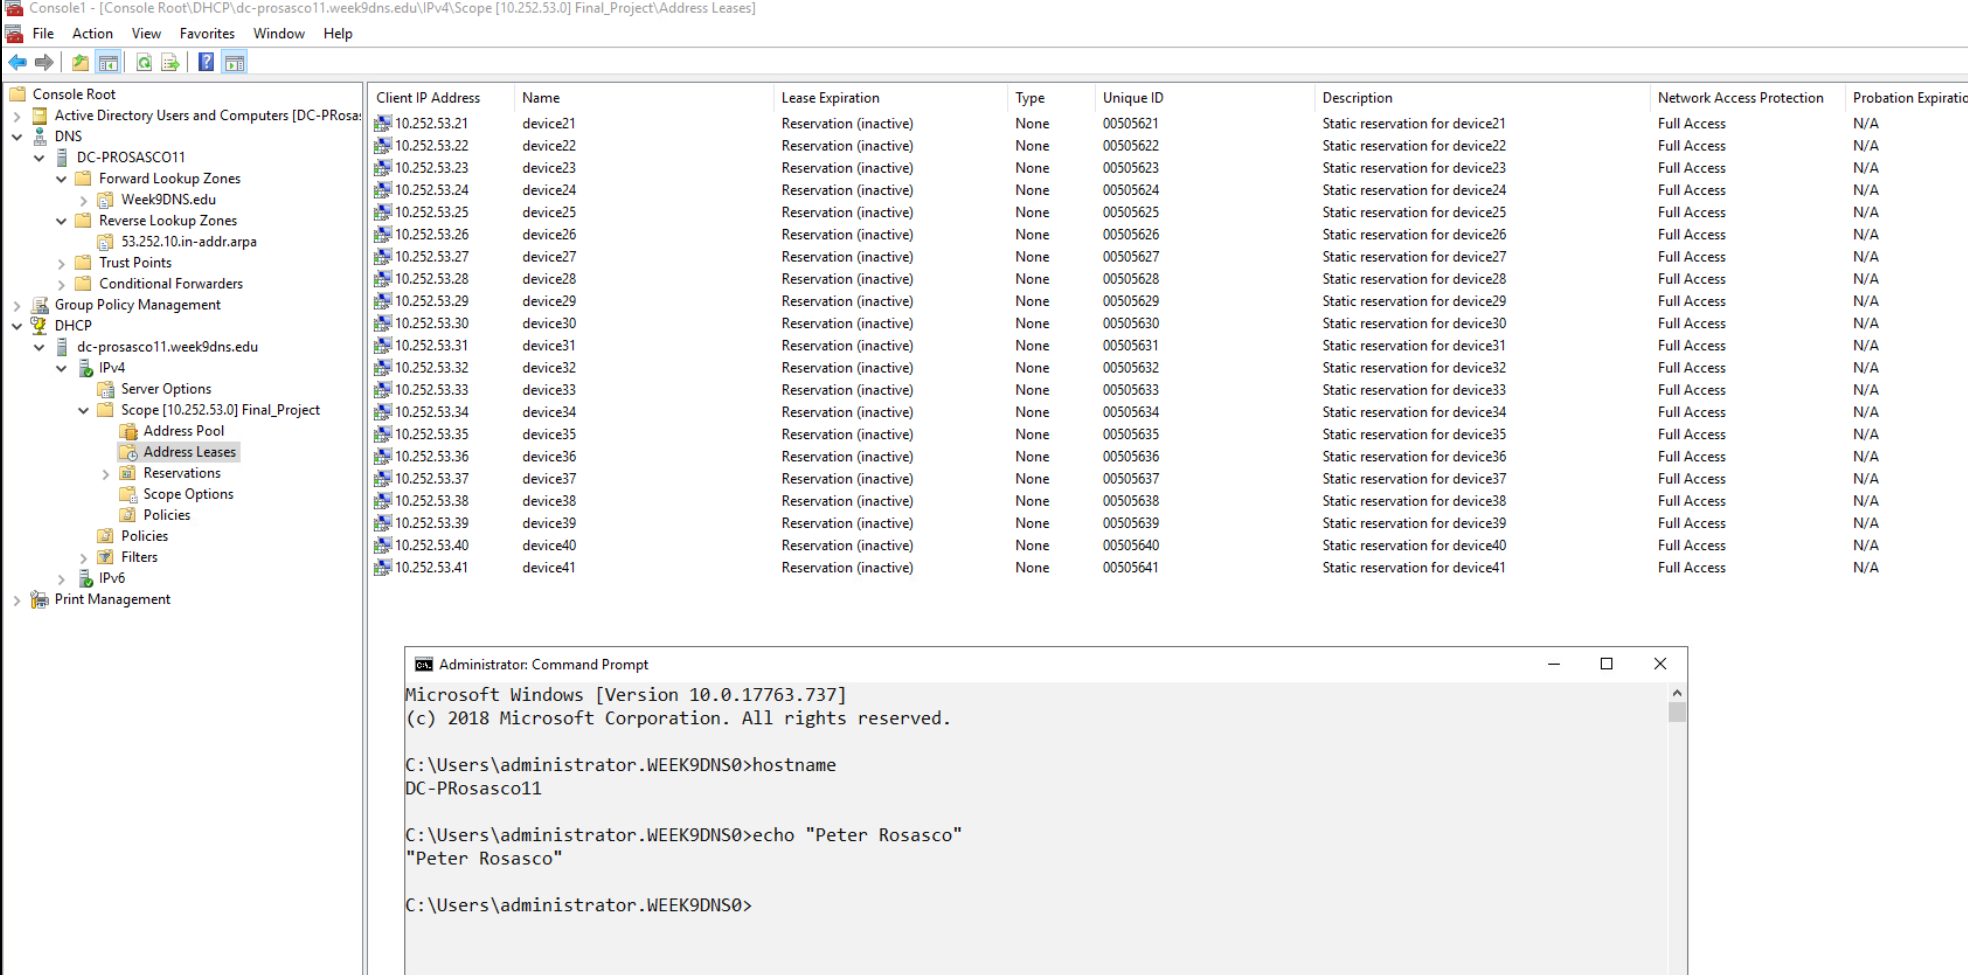 Console1 - [Console Root\DHCP\dc-prosasco11.week9dns.edu\IPv4\Scope [10.252.53.0] Final_Project\Address Leases]
File Action View Favorites Window Help
Console Root
Active Directory Users and Computers [DC-PRosas
DNS
DC-PROSASCO11
Forward Lookup Zones
Week9DNS.edu
Reverse Lookup Zones
53.252.10.in-addr.arpa
Trust Points
Conditional Forwarders
Group Policy Management
DHCP
dc-prosasco11.week9dns.edu
IPv4
Server Options
Scope [10.252.53.0] Final_Project
Address Pool
Address Leases
Reservations
Scope Options
Policies
Policies
Filters
IPv6
Print Management
Client IP Address Name Lease Expiration Type Unique ID Description Network Access Protection Probation Expiratio
10.252.53.21 device21 Reservation (inactive) None 00505621 Static reservation for device21 Full Access N/A
10.252.53.22 device22 Reservation (inactive) None 00505622 Static reservation for device22 Full Access N/A
10.252.53.23 device23 Reservation (inactive) None 00505623 Static reservation for device23 Full Access N/A
10.252.53.24 device24 Reservation (inactive) None 00505624 Static reservation for device24 Full Access N/A
10.252.53.25 device25 Reservation (inactive) None 00505625 Static reservation for device25 Full Access N/A
10.252.53.26 device26 Reservation (inactive) None 00505626 Static reservation for device26 Full Access N/A
10.252.53.27 device27 Reservation (inactive) None 00505627 Static reservation for device27 Full Access N/A
10.252.53.28 device28 Reservation (inactive) None 00505628 Static reservation for device28 Full Access N/A
10.252.53.29 device29 Reservation (inactive) None 00505629 Static reservation for device29 Full Access N/A
10.252.53.30 device30 Reservation (inactive) None 00505630 Static reservation for device30 Full Access N/A
10.252.53.31 device31 Reservation (inactive) None 00505631 Static reservation for device31 Full Access N/A
10.252.53.32 device32 Reservation (inactive) None 00505632 Static reservation for device32 Full Access N/A
10.252.53.33 device33 Reservation (inactive) None 00505633 Static reservation for device33 Full Access N/A
10.252.53.34 device34 Reservation (inactive) None 00505634 Static reservation for device34 Full Access N/A
10.252.53.35 device35 Reservation (inactive) None 00505635 Static reservation for device35 Full Access N/A
10.252.53.36 device36 Reservation (inactive) None 00505636 Static reservation for device36 Full Access N/A
10.252.53.37 device37 Reservation (inactive) None 00505637 Static reservation for device37 Full Access N/A
10.252.53.38 device38 Reservation (inactive) None 00505638 Static reservation for device38 Full Access N/A
10.252.53.39 device39 Reservation (inactive) None 00505639 Static reservation for device39 Full Access N/A
10.252.53.40 device40 Reservation (inactive) None 00505640 Static reservation for device40 Full Access N/A
10.252.53.41 device41 Reservation (inactive) None 00505641 Static reservation for device41 Full Access N/A
Administrator: Command Prompt
Microsoft Windows [Version 10.0.17763.737]
(c) 2018 Microsoft Corporation. All rights reserved.
C:\Users\administrator.WEEK9DNS0>hostname
DC-PRosasco11
C:\Users\administrator.WEEK9DNS0>echo "Peter Rosasco"
"Peter Rosasco"
C:\Users\administrator.WEEK9DNS0>